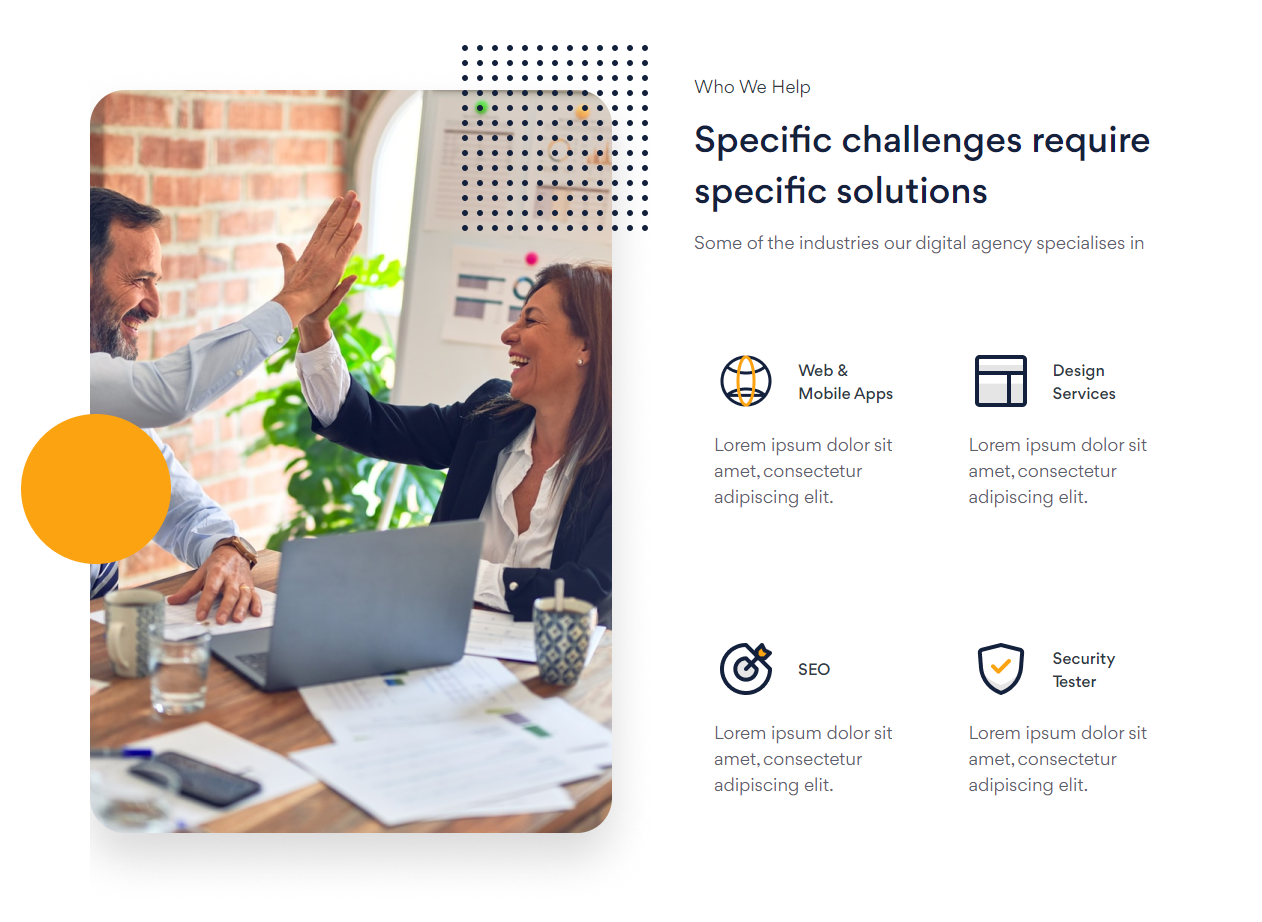 Who We Help
Specific challenges require
specific solutions
Some of the industries our digital agency specialises in
Web &
Mobile Apps
Lorem ipsum dolor sit
amet, consectetur
adipiscing elit.
Design
Services
Lorem ipsum dolor sit
amet, consectetur
adipiscing elit.
SEO
Lorem ipsum dolor sit
amet, consectetur
adipiscing elit.
Security
Tester
Lorem ipsum dolor sit
amet, consectetur
adipiscing elit.